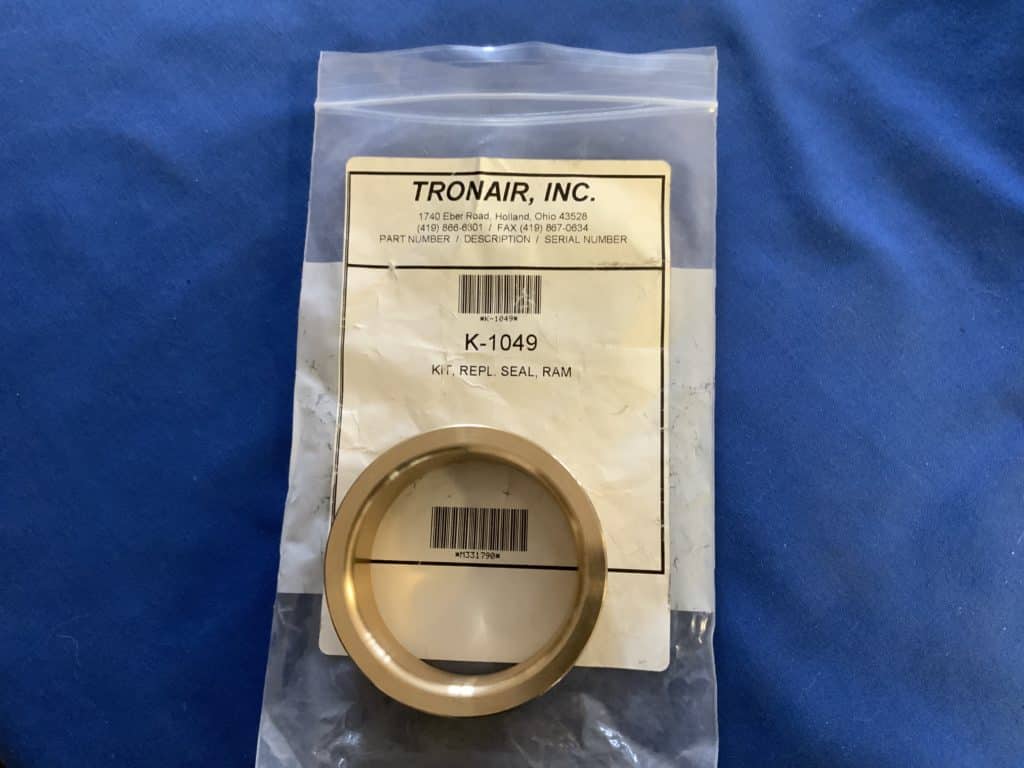 TRONAIR, INC.
1740 Eber Road, Holland, Ohio 43528
(419) 866-6301 / FAX (419) 867-0634
PART NUMBER / DESCRIPTION / SERIAL NUMBER
*K-1049*
K-1049
KIT, REPL. SEAL, RAM
*M331790*